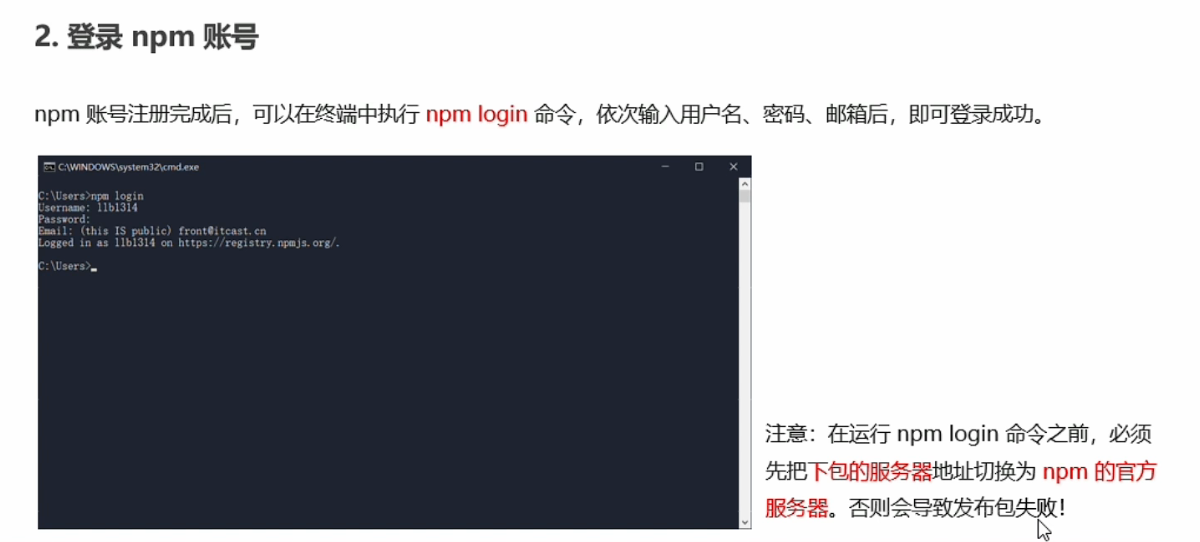 2. 登录 npm 账号
npm 账号注册完成后，可以在终端中执行 npm login 命令，依次输入用户名、密码、邮箱后，即可登录成功。
C:\WINDOWS\system32\cmd.exe
C:\Users>npm login
Username: llb1314
Password:
Email: (this IS public) front@itcast.cn
Logged in as llb1314 on https://registry.npmjs.org/.
C:\Users>
注意：在运行 npm login 命令之前，必须
先把下包的服务器地址切换为 npm 的官方
服务器。否则会导致发布包失败！